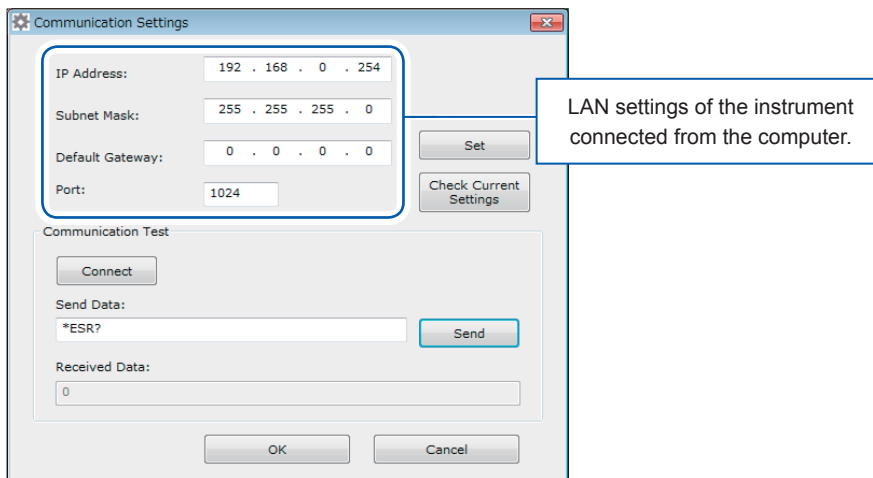 Communication Settings
IP Address: 192 . 168 . 0 . 254
Subnet Mask: 255 . 255 . 255 . 0
Default Gateway: 0 . 0 . 0 . 0
Port: 1024
Set
Check Current
Settings
LAN settings of the instrument
connected from the computer.
Communication Test
Connect
Send Data:
*ESR?
Send
Received Data:
0
OK
Cancel